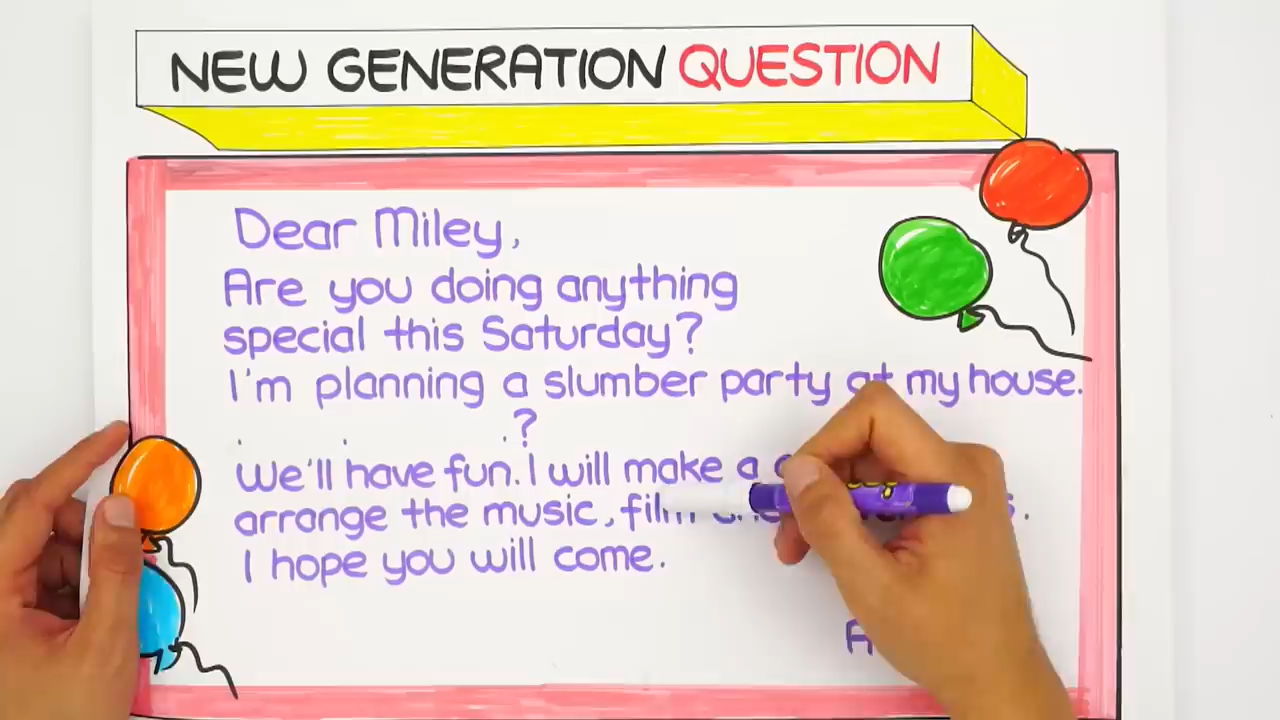 NEW GENERATION QUESTION
Dear Miley,
Are you doing anything
special this Saturday?
I'm planning a slumber party at my house.
. . .?
We'll have fun. I will make a
arrange the music,
I hope you will come.